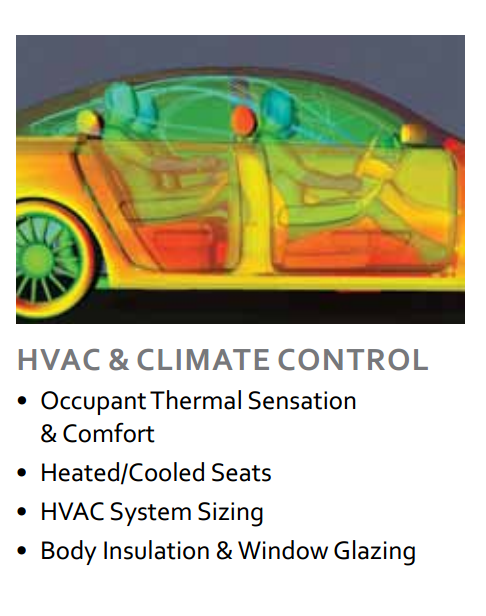 HVAC & CLIMATE CONTROL
• Occupant Thermal Sensation
& Comfort
• Heated/Cooled Seats
• HVAC System Sizing
• Body Insulation & Window Glazing